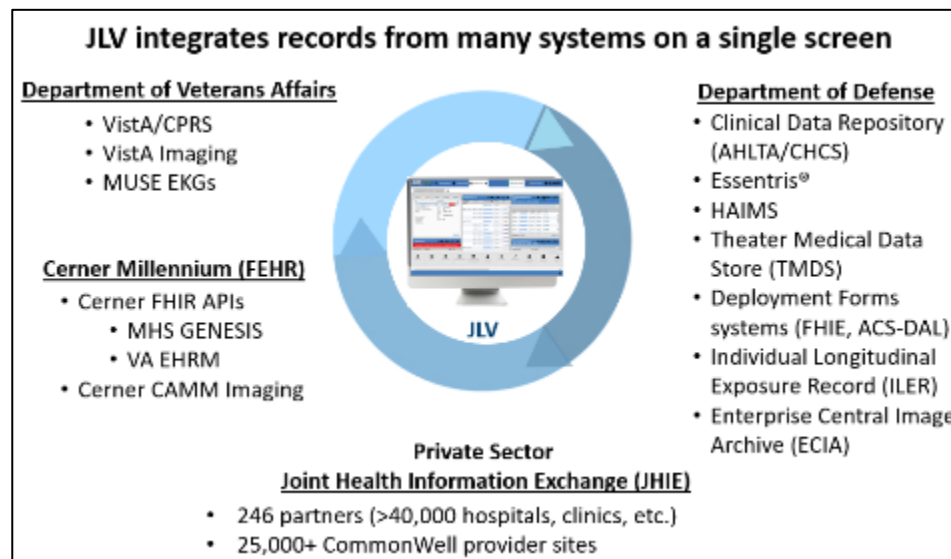 JLV integrates records from many systems on a single screen
Department of Veterans Affairs
• VistA/CPRS
• VistA Imaging
• MUSE EKGs
Cerner Millennium (FEHR)
• Cerner FHIR APIs
• MHS GENESIS
• VA EHRM
• Cerner CAMM Imaging
JLV
Department of Defense
• Clinical Data Repository
(AHLTA/CHCS)
• Essentris®
• HAIMS
• Theater Medical Data
Store (TMDS)
• Deployment Forms
systems (FHIE, ACS-DAL)
• Individual Longitudinal
Exposure Record (ILER)
• Enterprise Central Image
Archive (ECIA)
Private Sector
Joint Health Information Exchange (JHIE)
• 246 partners (>40,000 hospitals, clinics, etc.)
• 25,000+ CommonWell provider sites